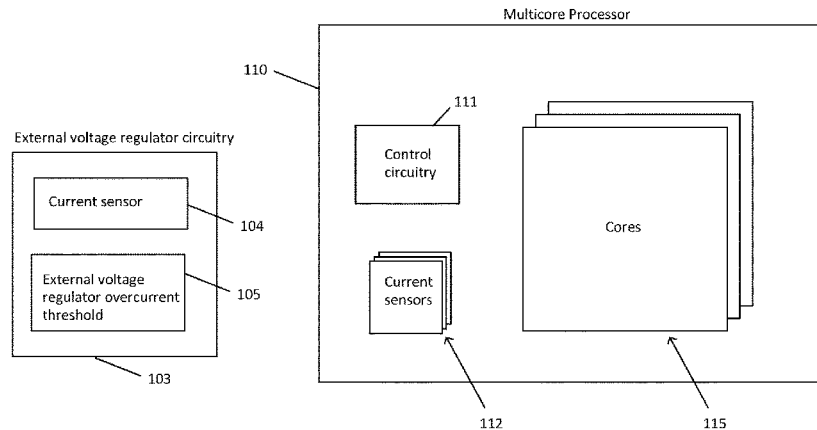 Multicore Processor
110
111
External voltage regulator circuitry
Control
circuitry
Current sensor
104
Cores
External voltage
regulator overcurrent
threshold
105
Current
sensors
103
112
115